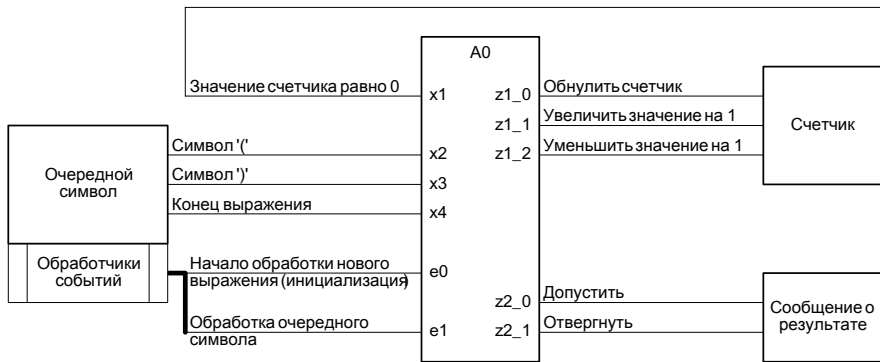 A0
Значение счетчика равно 0
x1
z1_0
Обнулить счетчик
z1_1
Увеличить значение на 1
z1_2
Уменьшить значение на 1
Счетчик
Очередной
символ
Символ '('
x2
Символ ')'
x3
Конец выражения
x4
Обработчики
событий
Начало обработки нового
выражения (инициализация)
e0
Обработка очередного
символа
e1
z2_0
Допустить
z2_1
Отвергнуть
Сообщение о
результате